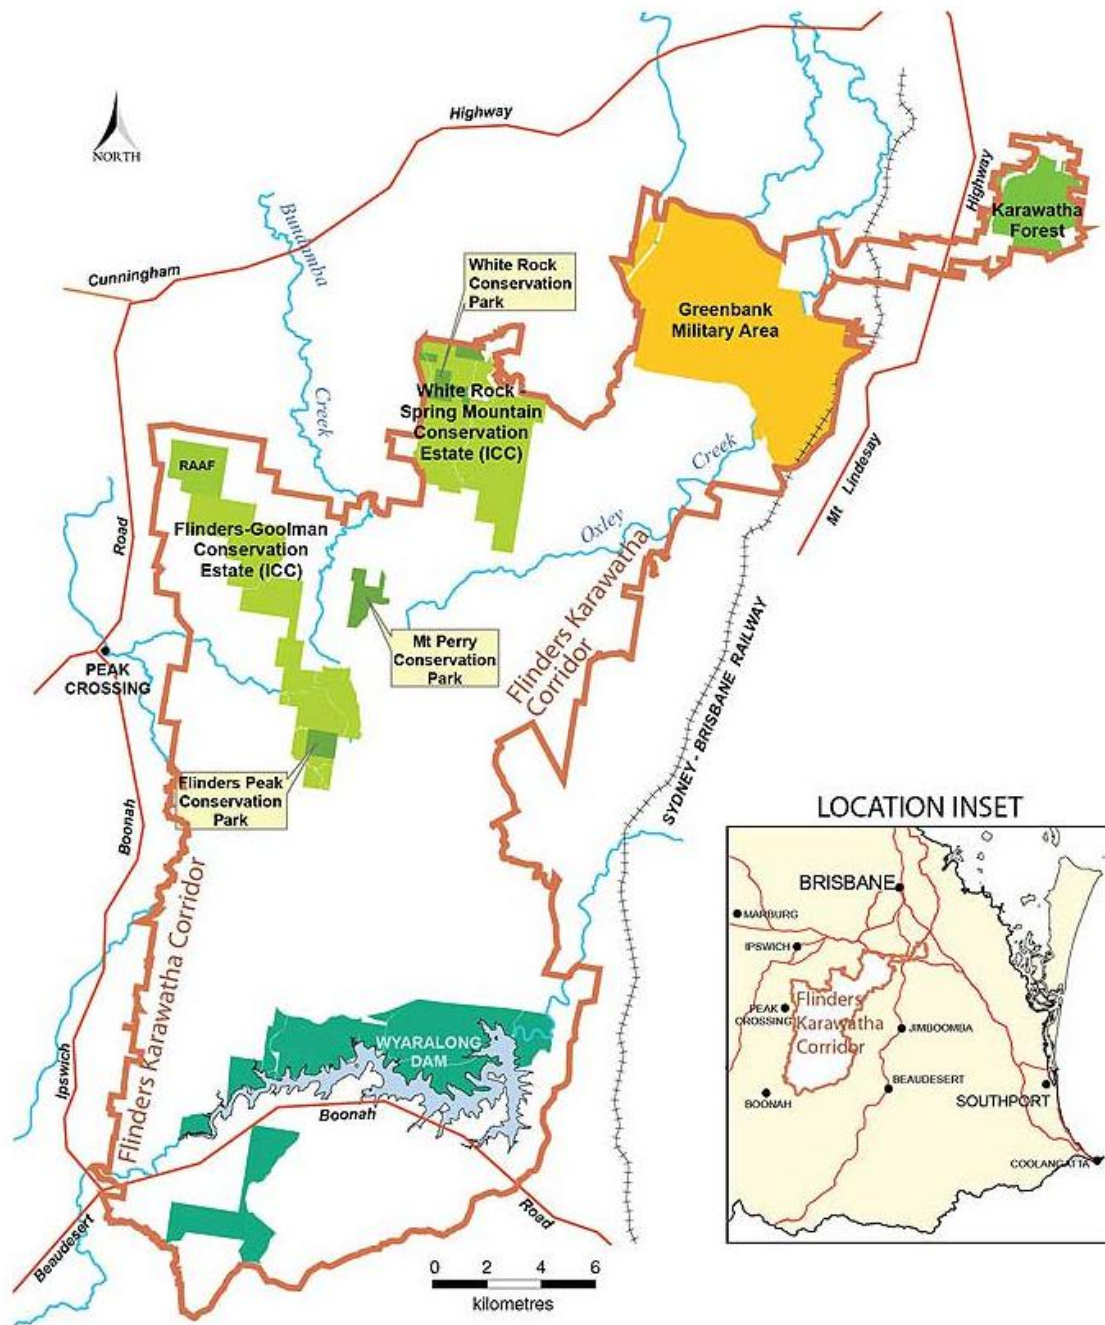 NORTH
Highway
Cunningham
Bundamba
Creek
White Rock
Conservation
Park
Highway
Karawatha
Forest
Greenbank
Military Area
White Rock -
Spring Mountain
Conservation
Estate (ICC)
RAAF
Flinders-Goolman
Conservation
Estate (ICC)
Road
Creek
Oxley
Mt Lindesay
Mt Perry
Conservation
Park
Flinders Karawatha
Corridor
PEAK
CROSSING
SYDNEY - BRISBANE RAILWAY
Flinders Peak
Conservation
Park
Boonah
Flinders Karawatha Corridor
Ipswich
WYARALONG
DAM
Boonah
Road
Beaudesert
0 2 4 6
kilometres
LOCATION INSET
BRISBANE
MARBURG
IPSWICH
PEAK
CROSSING
Flinders
Karawatha
Corridor
JIMBOOMBA
BEAUDESERT
BOONAH
SOUTHPORT
COOLANGATTA